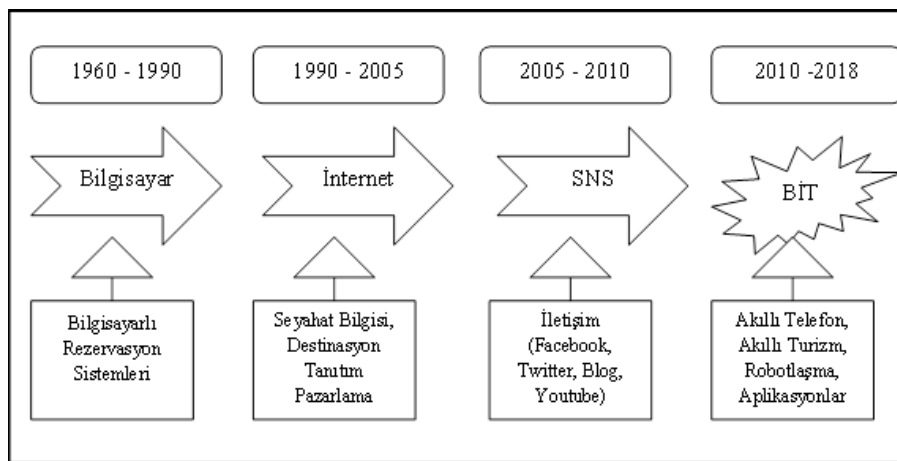 1960 - 1990
1990 - 2005
2005 - 2010
2010 -2018
Bilgisayar
İnternet
SNS
BİT
Bilgisayarlı
Rezervasyon
Sistemleri
Seyahat Bilgisi,
Destinasyon
Tanıtım
Pazarlama
İletişim
(Facebook,
Twitter, Blog,
Youtube)
Akıllı Telefon,
Akıllı Turizm,
Robotlaşma,
Aplikasyonlar